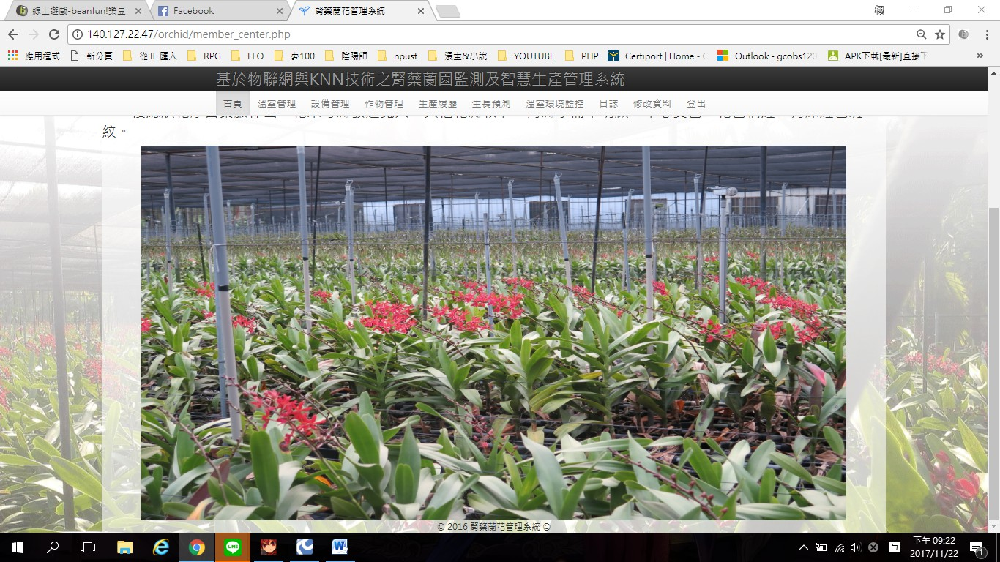 線上遊戲-beanfun!樂豆
Facebook
腎藥蘭花管理系統
140.127.22.47/orchid/member_center.php
應用程式 新分頁 從 IE 匯入 RPG FFO 夢100 陰陽師 npust 漫畫&小說 YOUTUBE PHP Certiport | Home - C Outlook - gcobs120 APK下載[最新]直接下 »
基於物聯網與KNN技術之腎藥蘭園監測及智慧生產管理系統
首頁 溫室管理 設備管理 作物管理 生產履歷 生長預測 溫室環境監控 日誌 修改資料 登出
紋。
© 2016 腎藥蘭花管理系統 ©
LINE
下午 09:22
2017/11/22
1